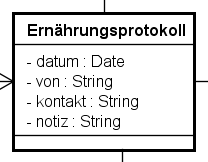 Ernährungsprotokoll
- datum : Date
- von : String
- kontakt : String
- notiz : String